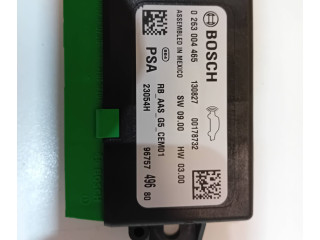 BOSCH
0 263 004 465
ASSEMBLED IN MEXICO
130827 00178732
PSA
SW 09.00 HW 03.00
RB_AAS_G5_CEM01
96757 496 80
23054H